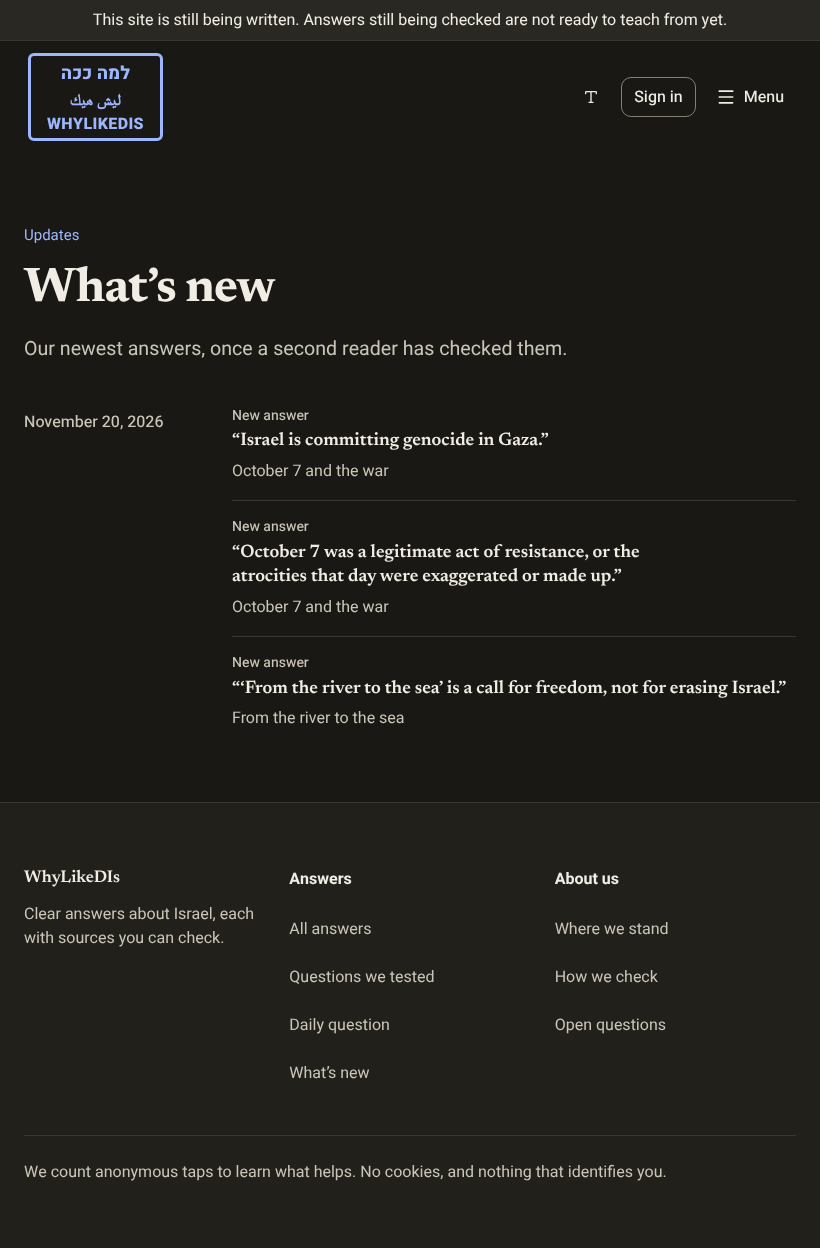 This site is still being written. Answers still being checked are not ready to teach from yet.
למה ככה
ليش هيك
WHYLIKEDIS
T
Sign in
Menu
Updates
What’s new
Our newest answers, once a second reader has checked them.
November 20, 2026
New answer
“Israel is committing genocide in Gaza.”
October 7 and the war
New answer
“October 7 was a legitimate act of resistance, or the
atrocities that day were exaggerated or made up.”
October 7 and the war
New answer
“‘From the river to the sea’ is a call for freedom, not for erasing Israel.”
From the river to the sea
WhyLikeDIs
Clear answers about Israel, each
with sources you can check.
Answers
All answers
Questions we tested
Daily question
What’s new
About us
Where we stand
How we check
Open questions
We count anonymous taps to learn what helps. No cookies, and nothing that identifies you.